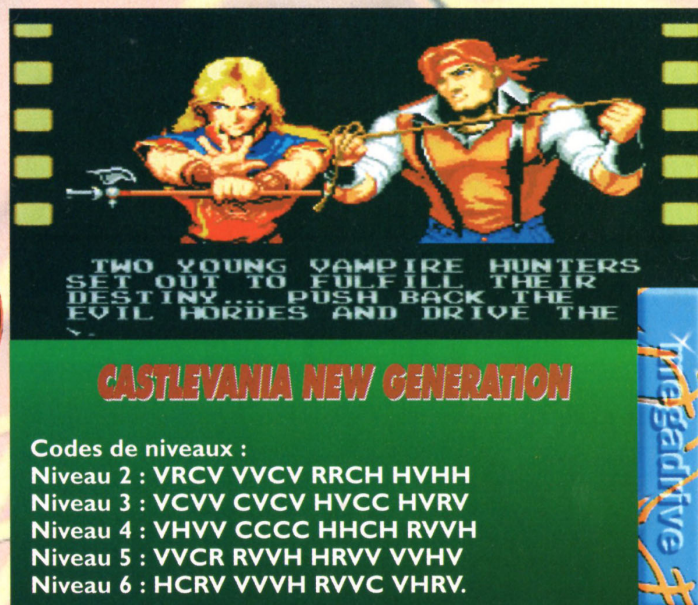 TWO YOUNG VAMPIRE HUNTERS
SET OUT TO FULFILL THEIR
DESTINY.... PUSH BACK THE
EVIL HORDES AND DRIVE THE
CASTLEVANIA NEW GENERATION
Codes de niveaux :
Niveau 2 : VRCV VVCV RRCH HVHH
Niveau 3 : VCVV CVCV HVCC HVRV
Niveau 4 : VHVV CCCC HHCH RVVH
Niveau 5 : VVCR RVVH HRVV VVHV
Niveau 6 : HCRV VVVH RVVC VHRV.
megadrive